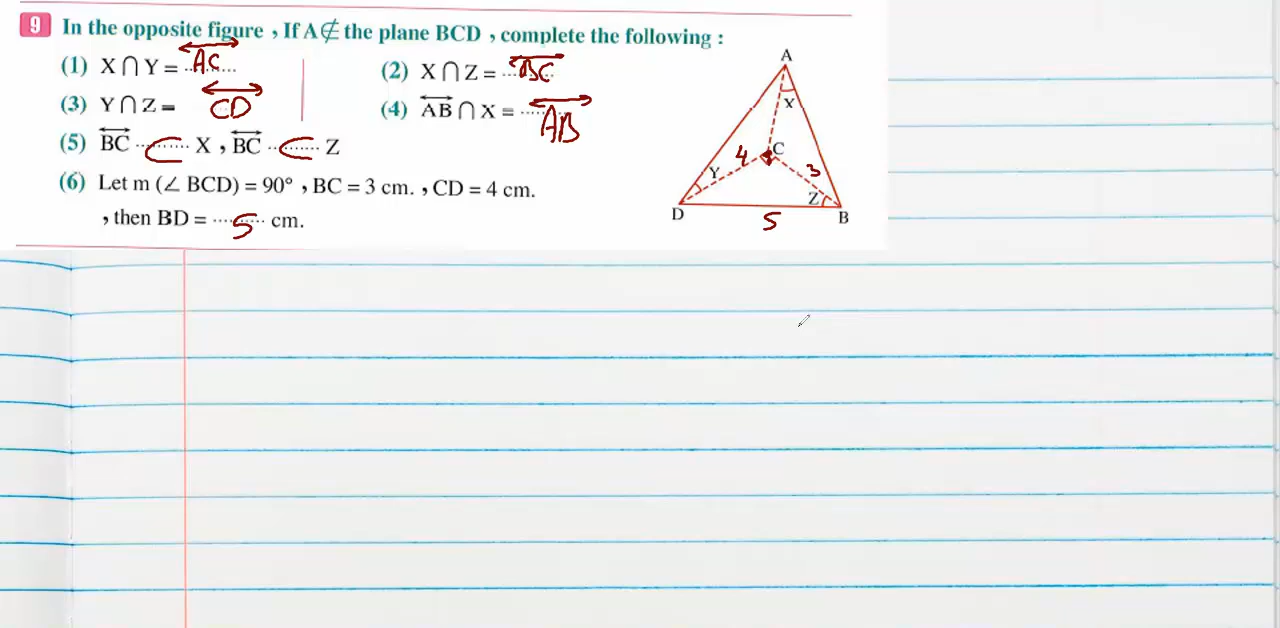 9 In the opposite figure , If A ∉ the plane BCD , complete the following :
(1) X ∩ Y = AC
(2) X ∩ Z = BC
(3) Y ∩ Z = CD
(4) AB ∩ X = AB
(5) BC ⊂ X , BC ⊂ Z
(6) Let m (∠ BCD) = 90° , BC = 3 cm. , CD = 4 cm.
, then BD = 5 cm.
A
X
C
4
3
Y
Z
D
B
5